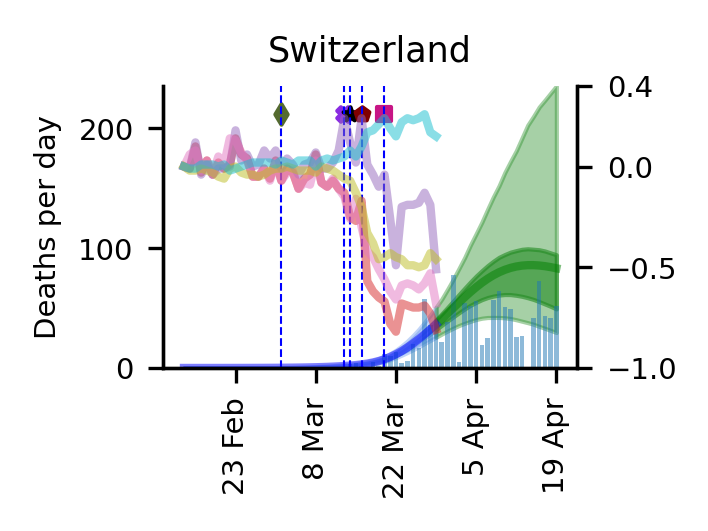 Switzerland
Deaths per day
200
100
0
0.4
0.0
−0.5
−1.0
23 Feb
8 Mar
22 Mar
5 Apr
19 Apr